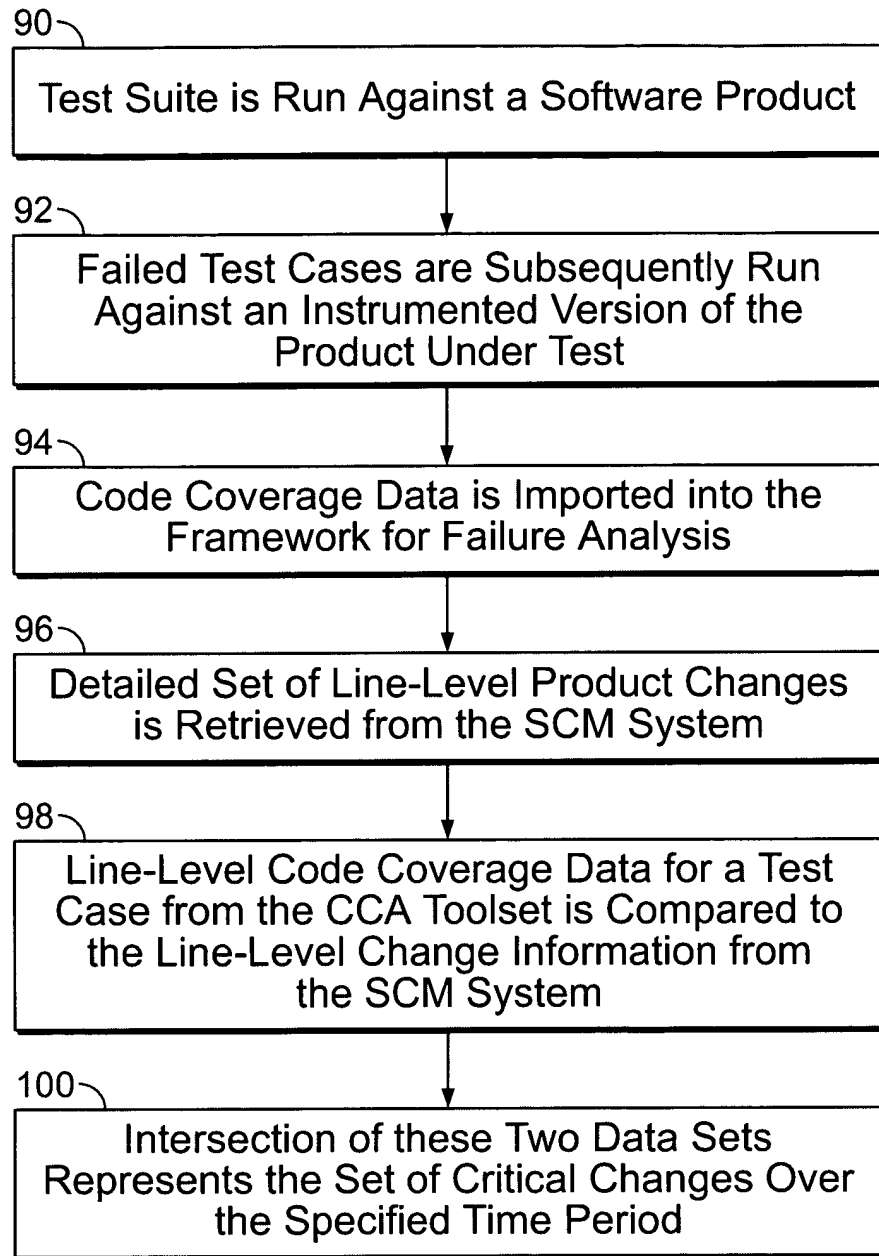 90
Test Suite is Run Against a Software Product
92
Failed Test Cases are Subsequently Run
Against an Instrumented Version of the
Product Under Test
94
Code Coverage Data is Imported into the
Framework for Failure Analysis
96
Detailed Set of Line-Level Product Changes
is Retrieved from the SCM System
98
Line-Level Code Coverage Data for a Test
Case from the CCA Toolset is Compared to
the Line-Level Change Information from
the SCM System
100
Intersection of these Two Data Sets
Represents the Set of Critical Changes Over
the Specified Time Period